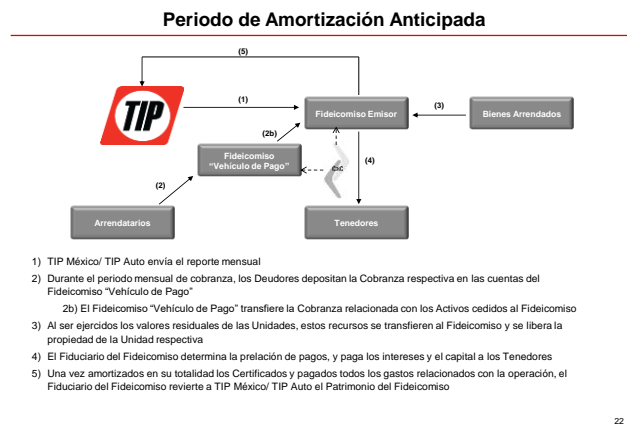 Periodo de Amortización Anticipada
(5)
TIP
(1)
Fideicomiso Emisor
(3)
Bienes Arrendados
(2b)
Fideicomiso
“Vehículo de Pago”
CxC
(4)
(2)
Arrendatarios
Tenedores
1) TIP México/ TIP Auto envía el reporte mensual
2) Durante el periodo mensual de cobranza, los Deudores depositan la Cobranza respectiva en las cuentas del
Fideicomiso “Vehículo de Pago”
2b) El Fideicomiso “Vehículo de Pago” transfiere la Cobranza relacionada con los Activos cedidos al Fideicomiso
3) Al ser ejercidos los valores residuales de las Unidades, estos recursos se transfieren al Fideicomiso y se libera la
propiedad de la Unidad respectiva
4) El Fiduciario del Fideicomiso determina la prelación de pagos, y paga los intereses y el capital a los Tenedores
5) Una vez amortizados en su totalidad los Certificados y pagados todos los gastos relacionados con la operación, el
Fiduciario del Fideicomiso revierte a TIP México/ TIP Auto el Patrimonio del Fideicomiso
22